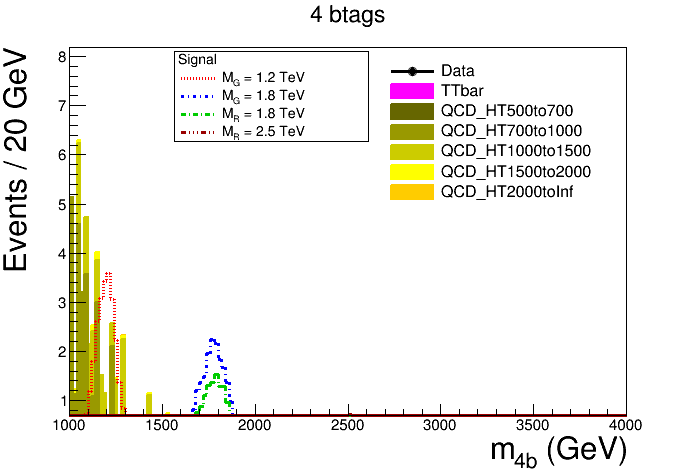 4 btags
Events / 20 GeV
8
7
6
5
4
3
2
1
Signal
M_G = 1.2 TeV
M_G = 1.8 TeV
M_R = 1.8 TeV
M_R = 2.5 TeV
Data
TTbar
QCD_HT500to700
QCD_HT700to1000
QCD_HT1000to1500
QCD_HT1500to2000
QCD_HT2000toInf
1000 1500 2000 2500 3000 3500 4000
m_4b (GeV)